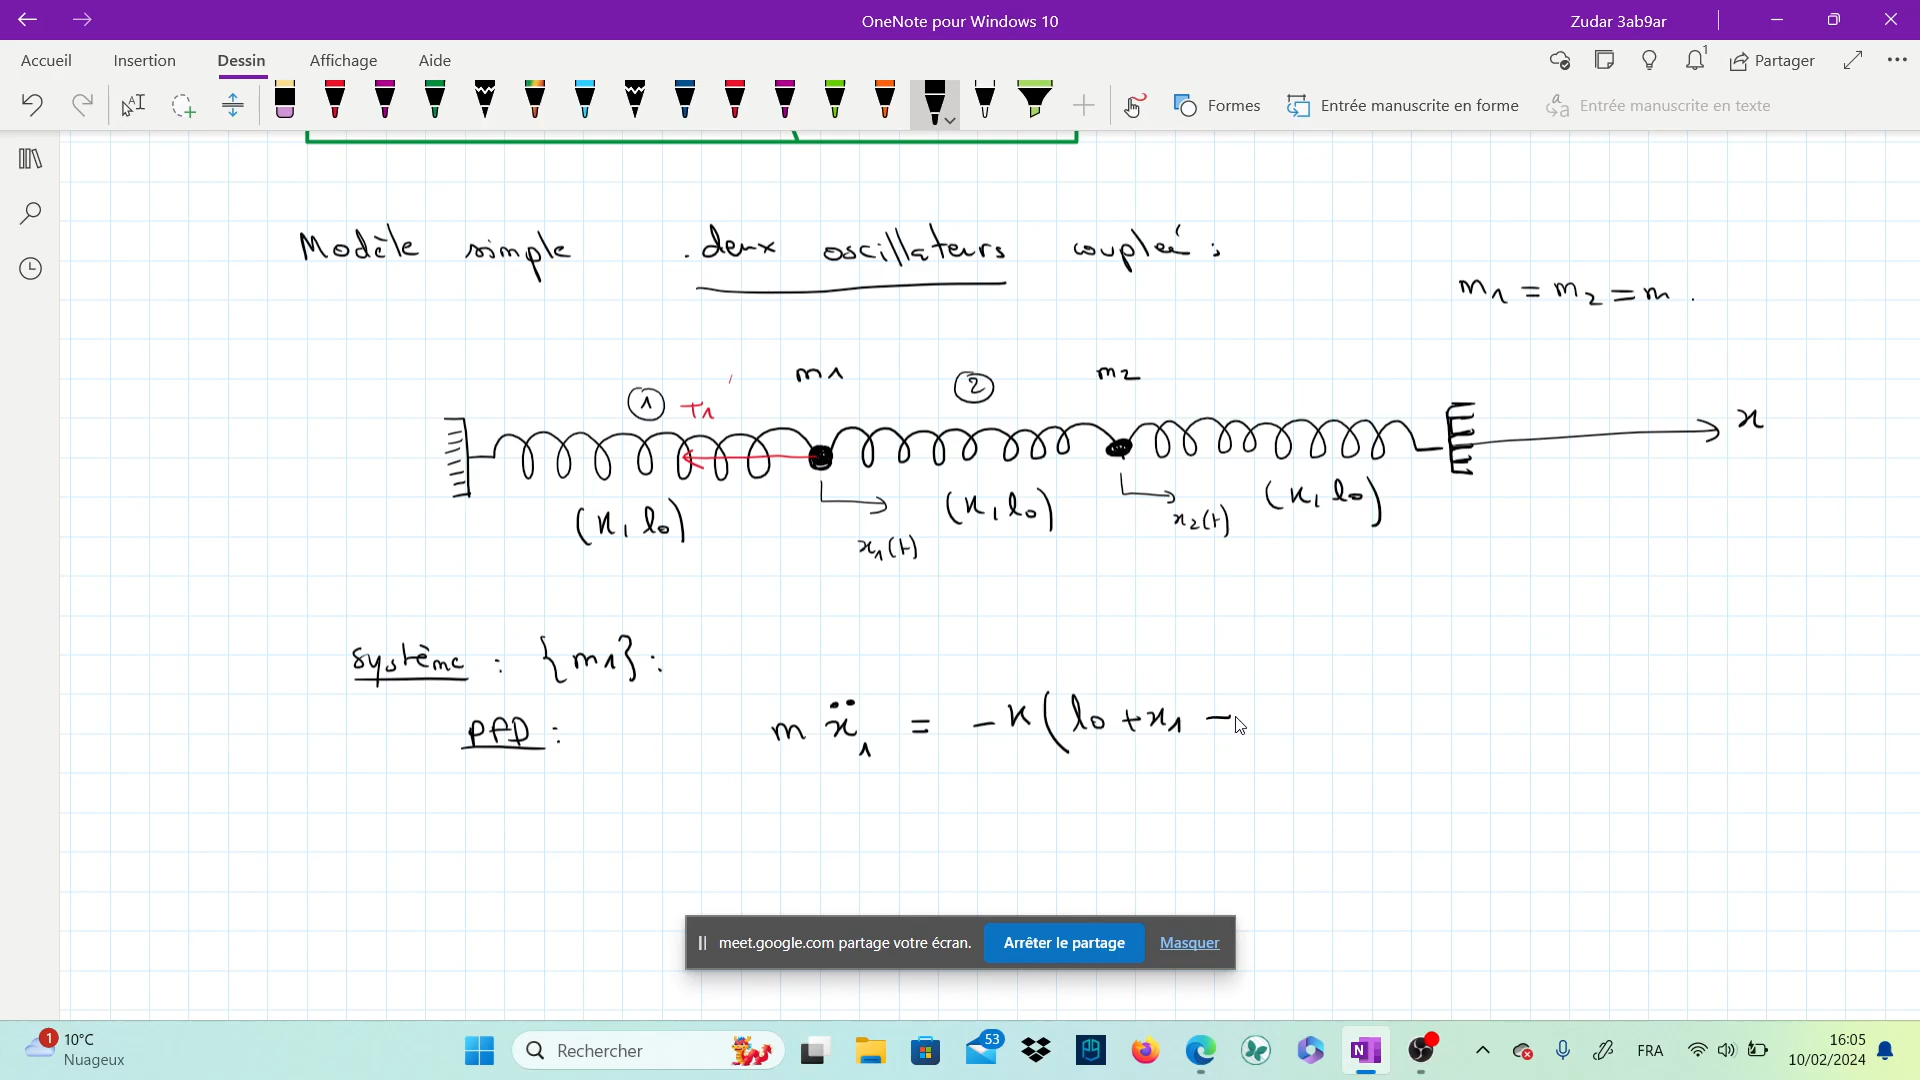 OneNote pour Windows 10
Zudar 3ab9ar
Accueil Insertion Dessin Affichage Aide
1
Partager
Formes
Entrée manuscrite en forme
Entrée manuscrite en texte
Modèle simple . deux oscillateurs couplés :
m1 = m2 = m .
m1 ② m2
① T1
x
(K, l0) x1(t) (K, l0) x2(t) (K, l0)
système : {m1} :
PFD : m ẍ1 = -K(l0 + x1 -
meet.google.com partage votre écran.
Arrêter le partage
Masquer
1
10°C
Nuageux
Rechercher
53
FRA
16:05
10/02/2024